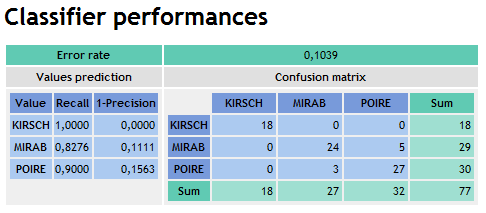 Classifier performances
Error rate 0,1039
Values prediction Confusion matrix
Value Recall 1-Precision
KIRSCH 1,0000 0,0000
MIRAB 0,8276 0,1111
POIRE 0,9000 0,1563
KIRSCH MIRAB POIRE Sum
KIRSCH 18 0 0 18
MIRAB 0 24 5 29
POIRE 0 3 27 30
Sum 18 27 32 77